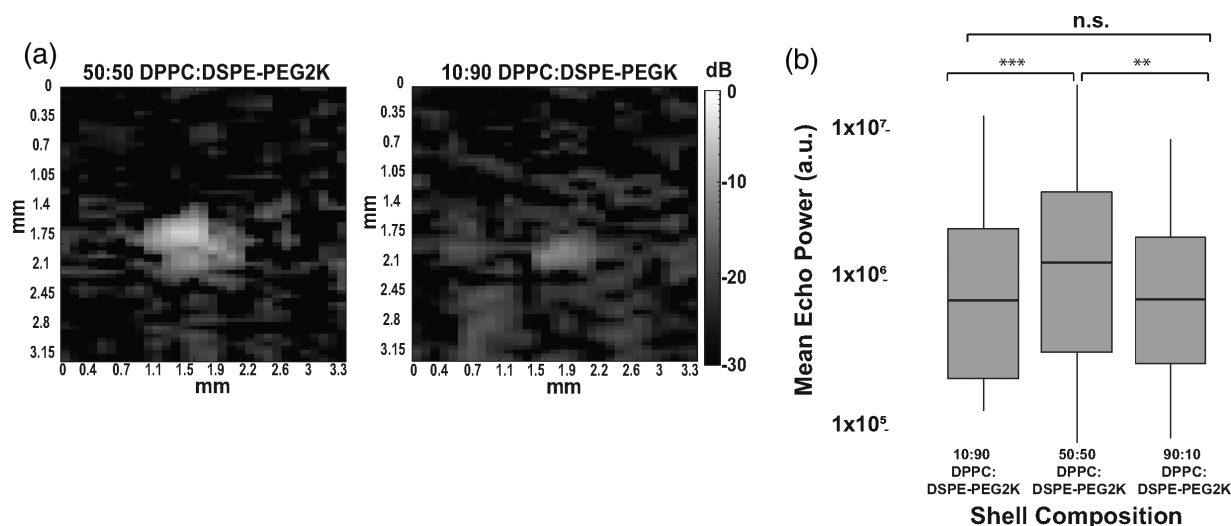 (a)
50:50 DPPC:DSPE-PEG2K
0
0.35
0.7
1.05
1.4
1.75
2.1
2.45
2.8
3.15
mm
0 0.4 0.7 1.1 1.5 1.8 2.2 2.6 2.9 3.3
mm
10:90 DPPC:DSPE-PEGK
0
0.35
0.7
1.05
1.4
1.75
2.1
2.45
2.8
3.15
mm
0 0.4 0.7 1.1 1.5 1.8 2.2 2.6 2.9 3.3
mm
dB
0
-10
-20
-30
(b)
n.s.
*** **
Mean Echo Power (a.u.)
1x10⁷
1x10⁶
1x10⁵
10:90
DPPC:
DSPE-PEG2K
50:50
DPPC:
DSPE-PEG2K
90:10
DPPC:
DSPE-PEG2K
Shell Composition